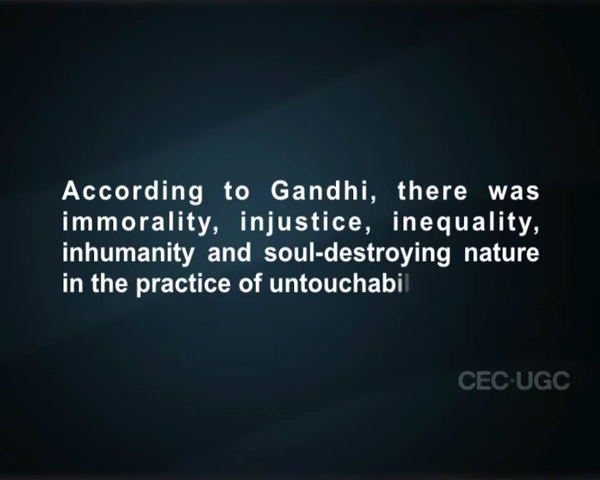 According to Gandhi, there was
immorality, injustice, inequality,
inhumanity and soul-destroying nature
in the practice of untouchabil
CEC-UGC